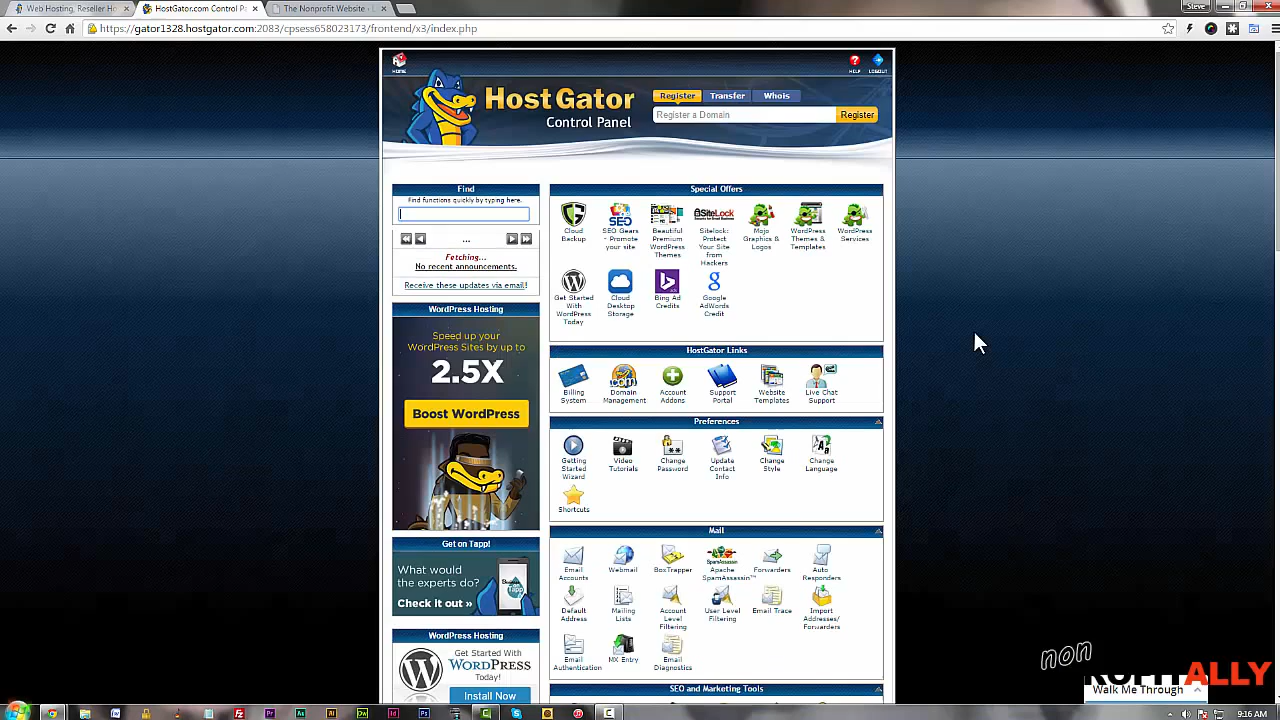 Web Hosting, Reseller Ho
HostGator.com Control P
The Nonprofit Website - L
Steve
https://gator1328.hostgator.com:2083/cpsess658023173/frontend/x3/index.php
HOME
HELP
LOGOUT
HostGator
Control Panel
Register
Transfer
Whois
Register a Domain
Register
Find
Find functions quickly by typing here.
...
Fetching...
No recent announcements.
Receive these updates via email!
WordPress Hosting
Speed up your
WordPress Sites by up to
2.5X
Boost WordPress
Get on Tapp!
What would
the experts do?
Check it out »
WordPress Hosting
Get Started With
WORDPRESS
Today!
Install Now
Special Offers
Cloud
Backup
SEO Gears
- Promote
your site
Beautiful
Premium
WordPress
Themes
SiteLock
Sitelock:
Protect
Your Site
from
Hackers
Mojo
Graphics &
Logos
WordPress
Themes &
Templates
WordPress
Services
Get Started
With
WordPress
Today
Cloud
Desktop
Storage
Bing Ad
Credits
Google
AdWords
Credit
HostGator Links
Billing
System
Domain
Management
Account
Addons
Support
Portal
Website
Templates
Live Chat
Support
Preferences
Getting
Started
Wizard
Video
Tutorials
Change
Password
Update
Contact
Info
Change
Style
Change
Language
Shortcuts
Mail
Email
Accounts
Webmail
BoxTrapper
Apache
SpamAssassin™
Forwarders
Auto
Responders
Default
Address
Mailing
Lists
Account
Level
Filtering
User Level
Filtering
Email Trace
Import
Addresses/
Forwarders
Email
Authentication
MX Entry
Email
Diagnostics
SEO and Marketing Tools
non
ALLY
Walk Me Through
9:16 AM